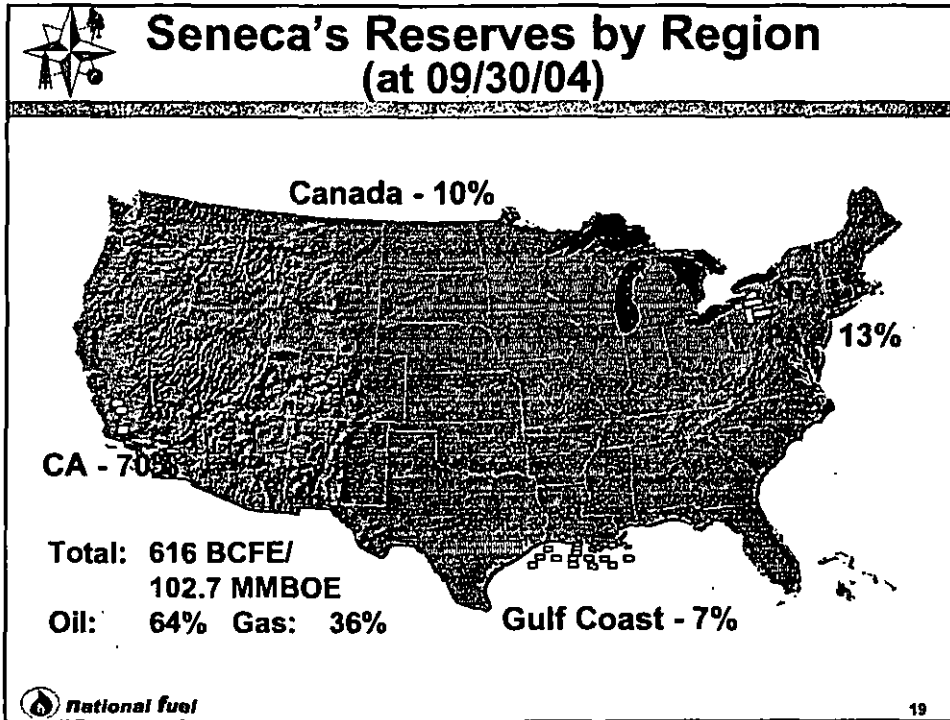 Seneca's Reserves by Region
(at 09/30/04)
Canada - 10%
13%
CA - 70%
Total: 616 BCFE/
102.7 MMBOE
Oil: 64% Gas: 36%
Gulf Coast - 7%
national fuel
19